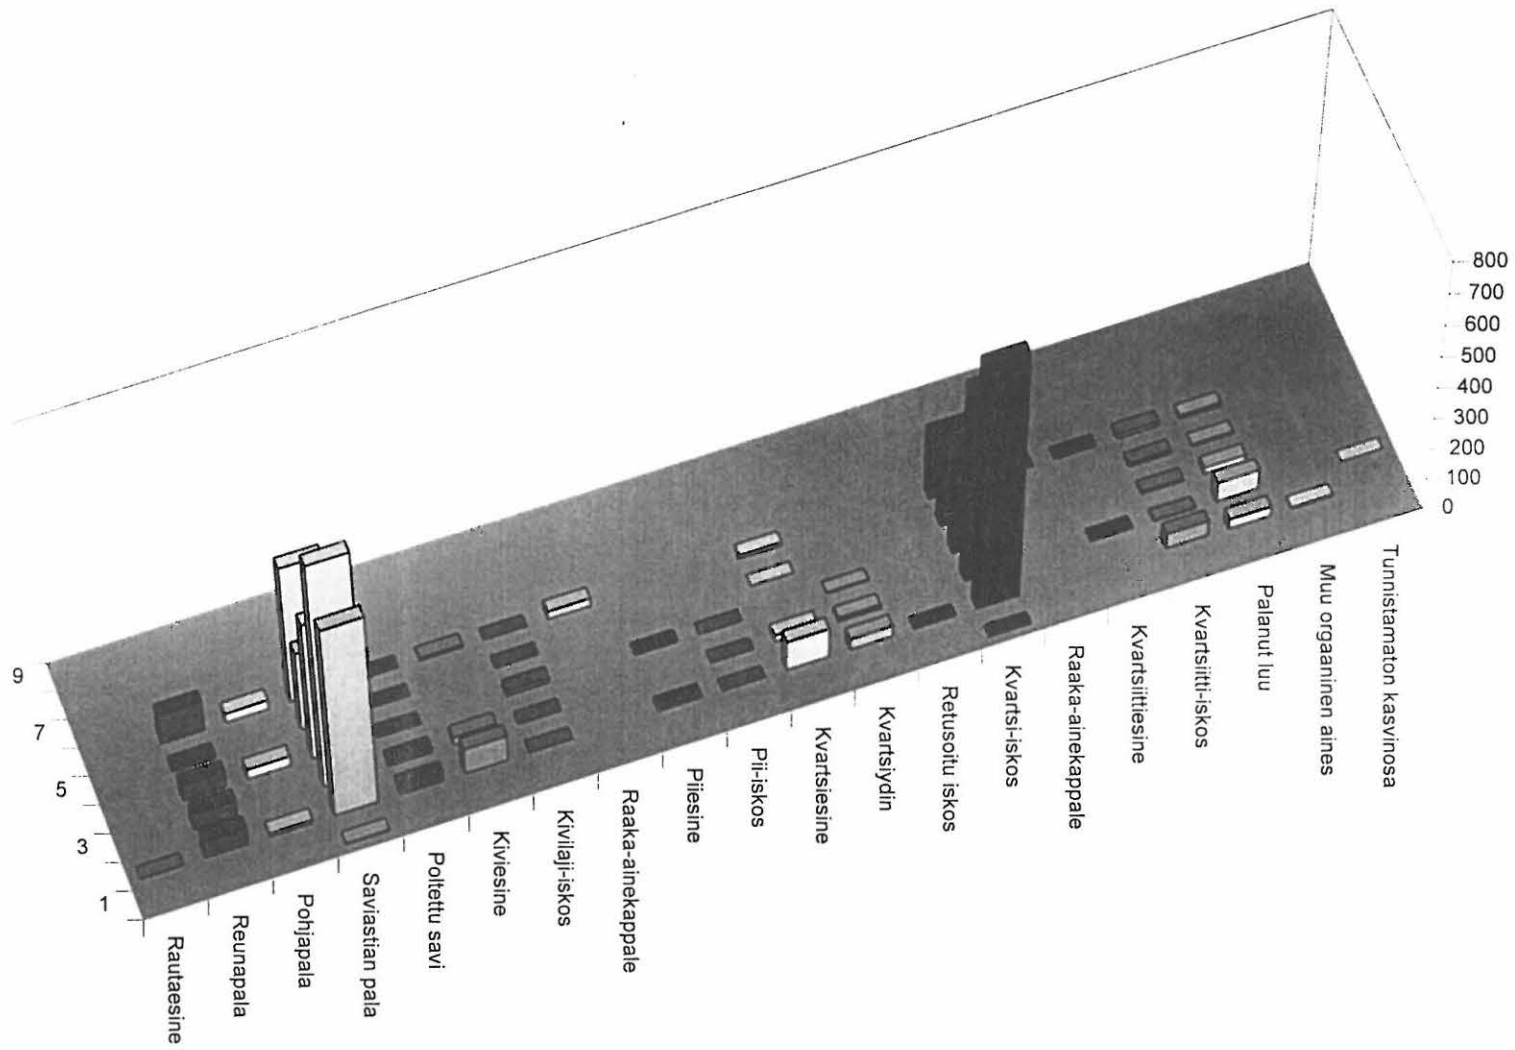 800
700
600
500
400
300
200
100
0
9
7
5
3
1
Rautaesine
Reunapala
Pohjapala
Saviastian pala
Poltettu savi
Kiviesine
Kivilaji-iskos
Raaka-ainekappale
Piiesine
Pii-iskos
Kvartsiesine
Kvartsiydin
Retusoitu iskos
Kvartsi-iskos
Raaka-ainekappale
Kvartsiittiesine
Kvartsiitti-iskos
Palanut luu
Muu orgaaninen aines
Tunnistamaton kasvinosa